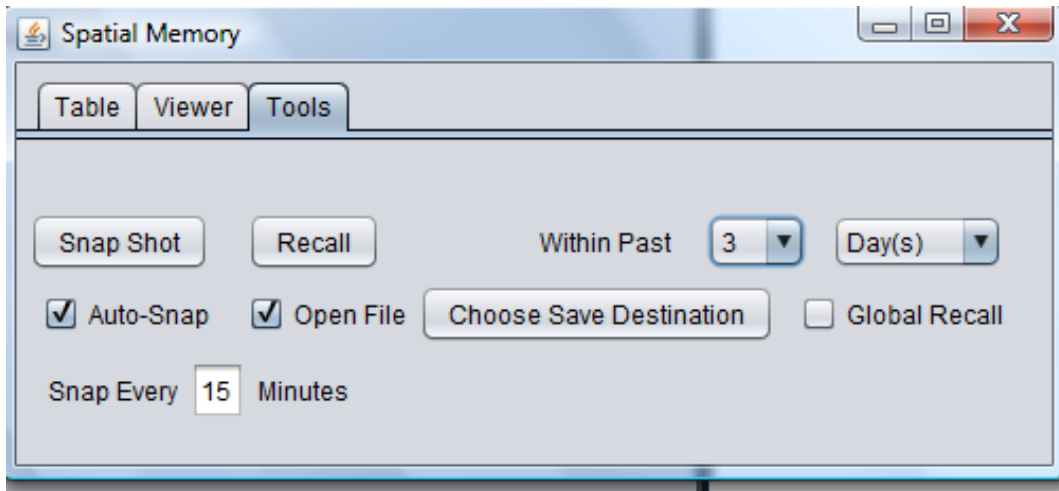 Spatial Memory
Table Viewer Tools
Snap Shot Recall Within Past 3 Day(s)
Auto-Snap Open File Choose Save Destination Global Recall
Snap Every 15 Minutes